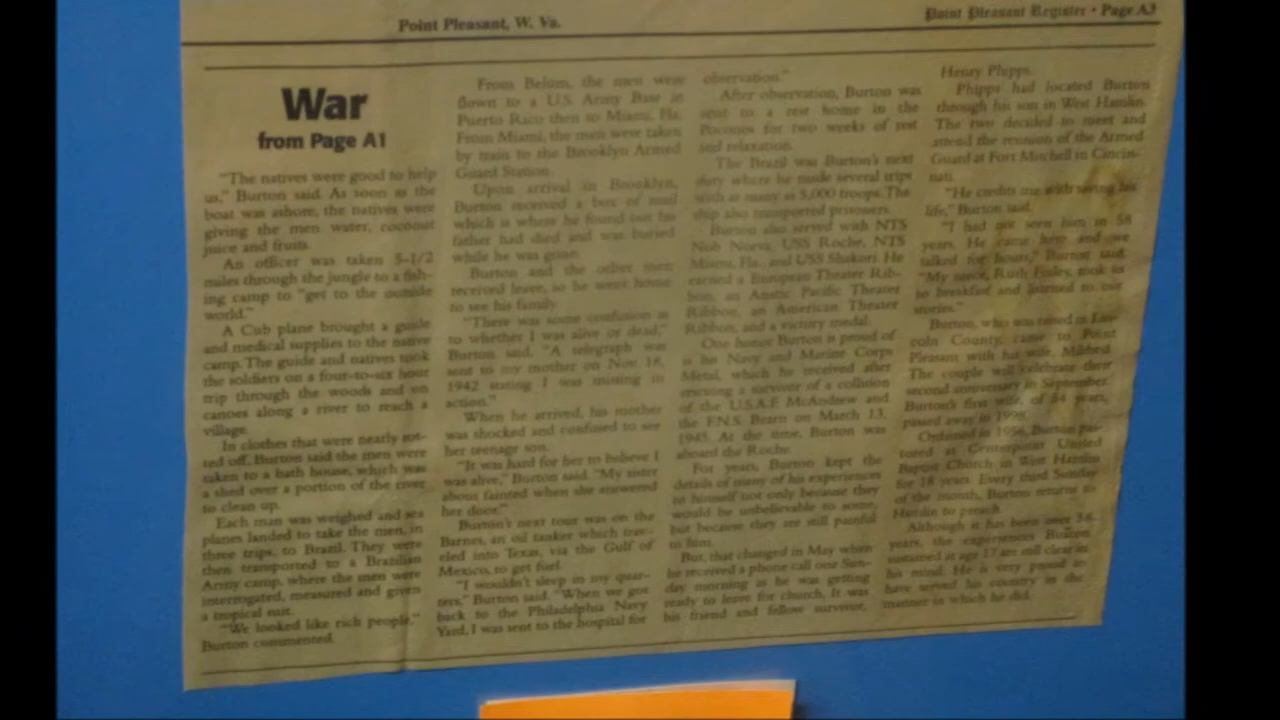 Point Pleasant, W. Va.
Point Pleasant Register • Page A3
War
from Page A1
"The natives were good to help
us," Burton said. As soon as the
boat was ashore, the natives were
giving the men water, coconut
juice and fruits.
An officer was taken 5-1/2
miles through the jungle to a fish-
ing camp to "get to the outside
world."
A Cub plane brought a guide
and medical supplies to the native
camp. The guide and natives took
the soldiers on a four-to-six hour
trip through the woods and on
canoes along a river to reach a
village.
In clothes that were nearly rot-
ted off, Burton said the men were
taken to a bath house, which was
a shed over a portion of the river
to clean up.
Each man was weighed and sea
planes landed to take the men, in
three trips, to Brazil. They were
then transported to a Brazilian
Army camp, where the men were
interrogated, measured and given
a tropical suit.
"We looked like rich people,"
Burton commented.
From Belum, the men were
flown to a U.S. Army Base in
Puerto Rico then to Miami, Fla.
From Miami, the men were taken
by train to the Brooklyn Armed
Guard Station.
Upon arrival in Brooklyn,
Burton received a box of mail
which is where he found out his
father had died and was buried
while he was gone.
Burton and the other men
received leave, so he went home
to see his family.
"There was some confusion as
to whether I was alive or dead,"
Burton said. "A telegraph was
sent to my mother on Nov. 18,
1942 stating I was missing in
action."
When he arrived, his mother
was shocked and confused to see
her teenage son.
"It was hard for her to believe I
was alive," Burton said. "My sister
about fainted when she answered
her door."
Burton's next tour was on the
Barnes, an oil tanker which trav-
eled into Texas, via the Gulf of
Mexico, to get fuel.
"I wouldn't sleep in my quar-
ters," Burton said. "When we got
back to the Philadelphia Navy
Yard, I was sent to the hospital for
observation."
After observation, Burton was
sent to a rest home in the
Poconos for two weeks of rest
and relaxation.
The Brazil was Burton's next
duty where he made several trips
with as many as 5,000 troops. The
ship also transported prisoners.
Burton also served with NTS
Nob Norva, USS Roche, NTS
Miami, Fla., and USS Shakori. He
earned a European Theater Rib-
bon, an Asiatic Pacific Theater
Ribbon, an American Theater
Ribbon, and a victory medal.
One honor Burton is proud of
is his Navy and Marine Corps
Metal, which he received after
rescuing a survivor of a collision
of the U.S.A.F. McAndrew and
the F.N.S. Bearn on March 13,
1945. At the time, Burton was
aboard the Roche.
For years, Burton kept the
details of many of his experiences
to himself not only because they
would be unbelievable to some,
but because they are still painful
to him.
But, that changed in May when
he received a phone call one Sun-
day morning as he was getting
ready to leave for church. It was
his friend and fellow survivor,
Henry Phipps.
Phipps had located Burton
through his son in West Hamlin.
The two decided to meet and
attend the reunion of the Armed
Guard at Fort Mitchell in Cincin-
nati.
"He credits me with saving his
life," Burton said.
"I had not seen him in 58
years. He came here and we
talked for hours," Burton said.
"My niece, Ruth Finley, took us
to breakfast and listened to our
stories."
Burton, who was raised in Lin-
coln County, came to Point
Pleasant with his wife, Mildred.
The couple will celebrate their
second anniversary in September.
Burton's first wife, of 54 years,
passed away in
Ordained in 1956, Burton pas-
tored at Centerpoint United
Baptist Church in West Hamlin
for 18 years. Every third Sunday
of the month, Burton returns to
Hamlin to preach.
Although it has been over
years, the experiences Burton
sustained at age 17 are still clear in
his mind. He is very proud to
have served his country in the
manner in which he did.